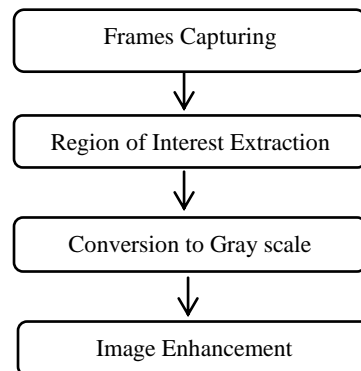 Frames Capturing
Region of Interest Extraction
Conversion to Gray scale
Image Enhancement